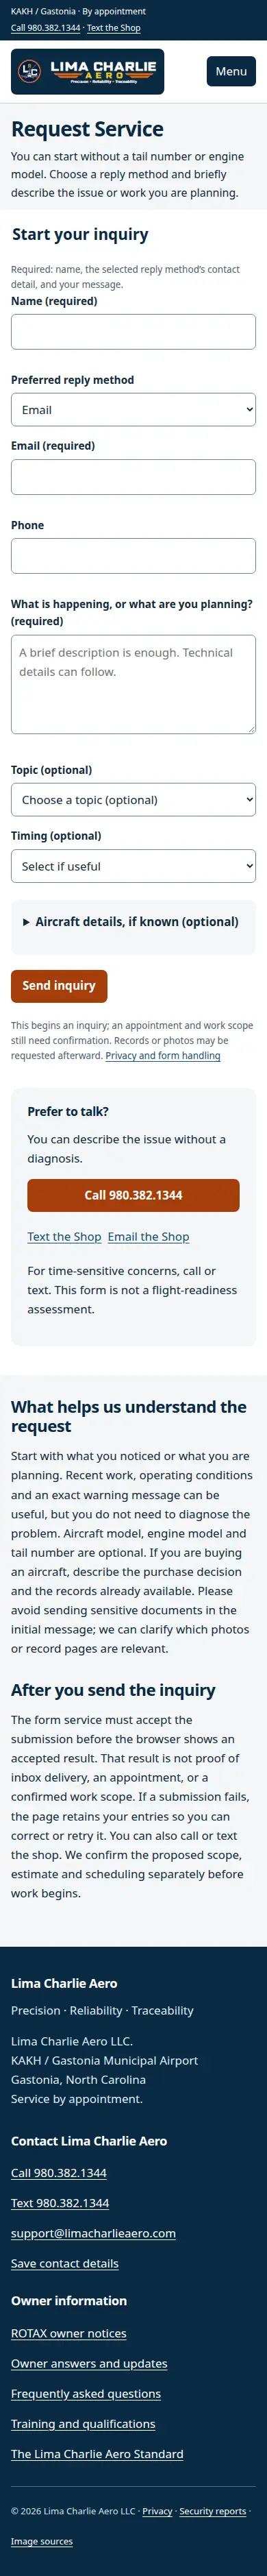 KAKH / Gastonia · By appointment
Call 980.382.1344 · Text the Shop
LIMA CHARLIE
AERO
Precision · Reliability · Traceability
Menu
Request Service
You can start without a tail number or engine
model. Choose a reply method and briefly
describe the issue or work you are planning.
Start your inquiry
Required: name, the selected reply method's contact
detail, and your message.
Name (required)
Preferred reply method
Email
Email (required)
Phone
What is happening, or what are you planning?
(required)
A brief description is enough. Technical
details can follow.
Topic (optional)
Choose a topic (optional)
Timing (optional)
Select if useful
Aircraft details, if known (optional)
Send inquiry
This begins an inquiry; an appointment and work scope
still need confirmation. Records or photos may be
requested afterward. Privacy and form handling
Prefer to talk?
You can describe the issue without a
diagnosis.
Call 980.382.1344
Text the Shop Email the Shop
For time-sensitive concerns, call or
text. This form is not a flight-readiness
assessment.
What helps us understand the
request
Start with what you noticed or what you are
planning. Recent work, operating conditions
and an exact warning message can be
useful, but you do not need to diagnose the
problem. Aircraft model, engine model and
tail number are optional. If you are buying
an aircraft, describe the purchase decision
and the records already available. Please
avoid sending sensitive documents in the
initial message; we can clarify which photos
or record pages are relevant.
After you send the inquiry
The form service must accept the
submission before the browser shows an
accepted result. That result is not proof of
inbox delivery, an appointment, or a
confirmed work scope. If a submission fails,
the page retains your entries so you can
correct or retry it. You can also call or text
the shop. We confirm the proposed scope,
estimate and scheduling separately before
work begins.
Lima Charlie Aero
Precision · Reliability · Traceability
Lima Charlie Aero LLC.
KAKH / Gastonia Municipal Airport
Gastonia, North Carolina
Service by appointment.
Contact Lima Charlie Aero
Call 980.382.1344
Text 980.382.1344
support@limacharlieaero.com
Save contact details
Owner information
ROTAX owner notices
Owner answers and updates
Frequently asked questions
Training and qualifications
The Lima Charlie Aero Standard
© 2026 Lima Charlie Aero LLC · Privacy · Security reports ·
Image sources